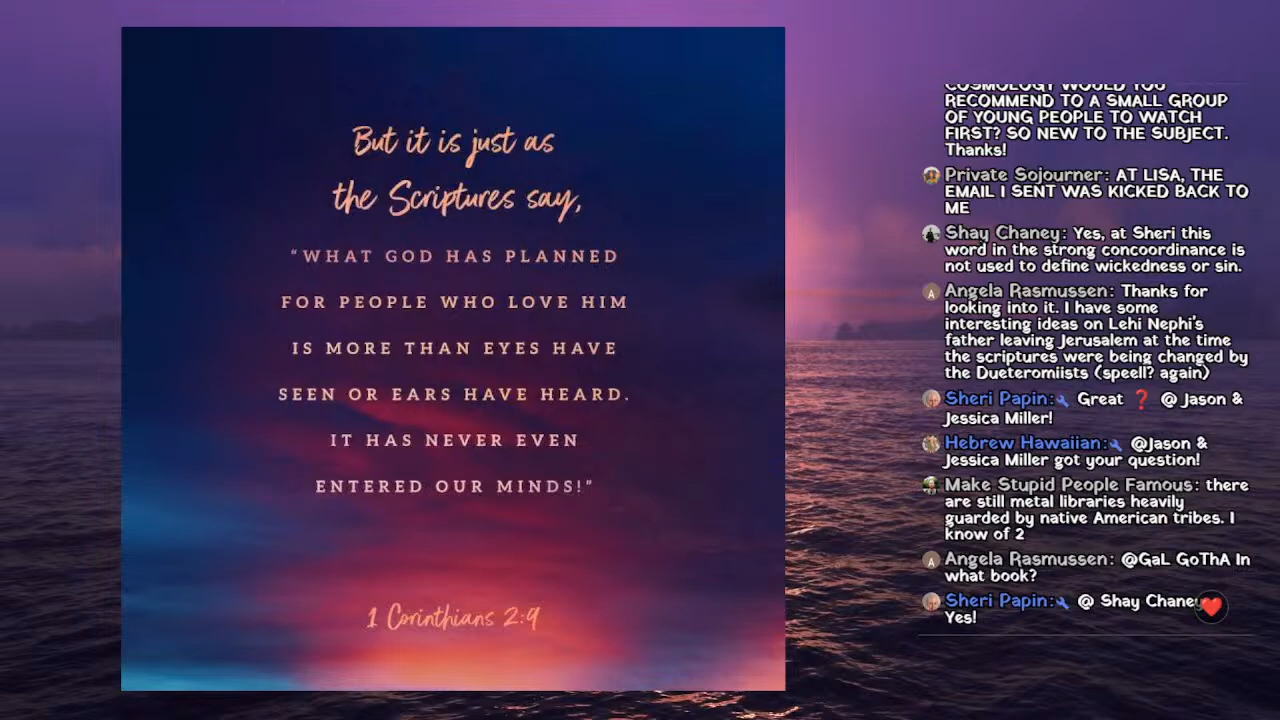 But it is just as
the Scriptures say,
"WHAT GOD HAS PLANNED
FOR PEOPLE WHO LOVE HIM
IS MORE THAN EYES HAVE
SEEN OR EARS HAVE HEARD.
IT HAS NEVER EVEN
ENTERED OUR MINDS!"
1 Corinthians 2:9
COSMOLOGY WOULD YOU
RECOMMEND TO A SMALL GROUP
OF YOUNG PEOPLE TO WATCH
FIRST? SO NEW TO THE SUBJECT.
Thanks!
Private Sojourner: AT LISA, THE
EMAIL I SENT WAS KICKED BACK TO
ME
Shay Chaney: Yes, at Sheri this
word in the strong concoordinance is
not used to define wickedness or sin.
A Angela Rasmussen: Thanks for
looking into it. I have some
interesting ideas on Lehi Nephi's
father leaving Jerusalem at the time
the scriptures were being changed by
the Dueteromiists (speell? again)
Sheri Papin: Great ❓ @ Jason &
Jessica Miller!
Hebrew Hawaiian: @Jason &
Jessica Miller got your question!
Make Stupid People Famous: there
are still metal libraries heavily
guarded by native American tribes. I
know of 2
A Angela Rasmussen: @GaL GoThA In
what book?
Sheri Papin: @ Shay Chaney
Yes!